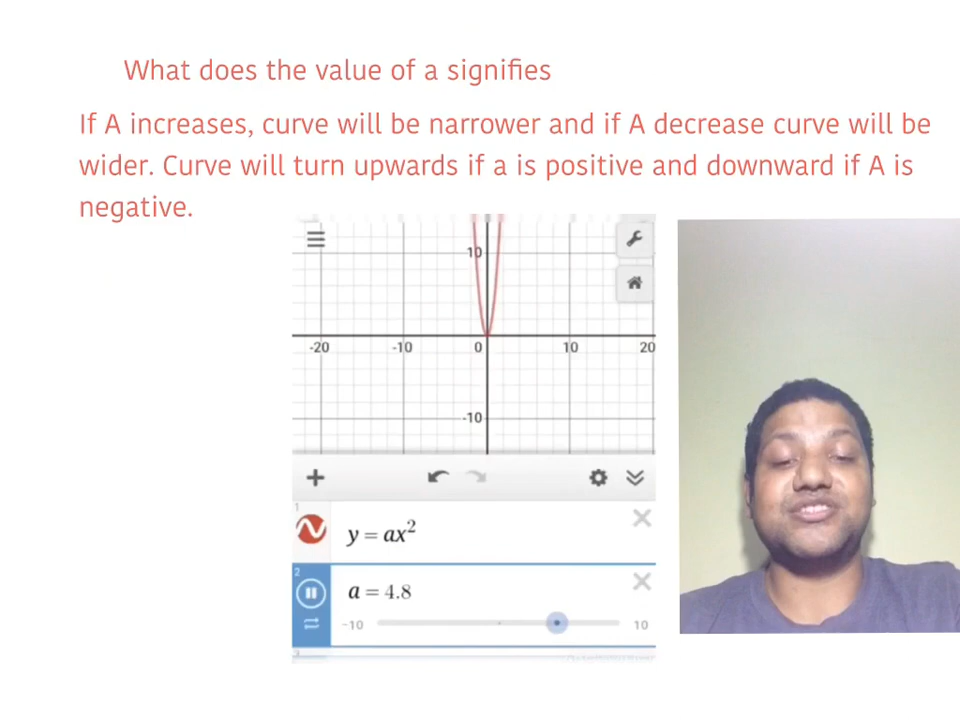 What does the value of a signifies
If A increases, curve will be narrower and if A decrease curve will be
wider. Curve will turn upwards if a is positive and downward if A is
negative.
10
-20 -10 0 10 20
-10
1
y = ax²
2
a = 4.8
-10 10